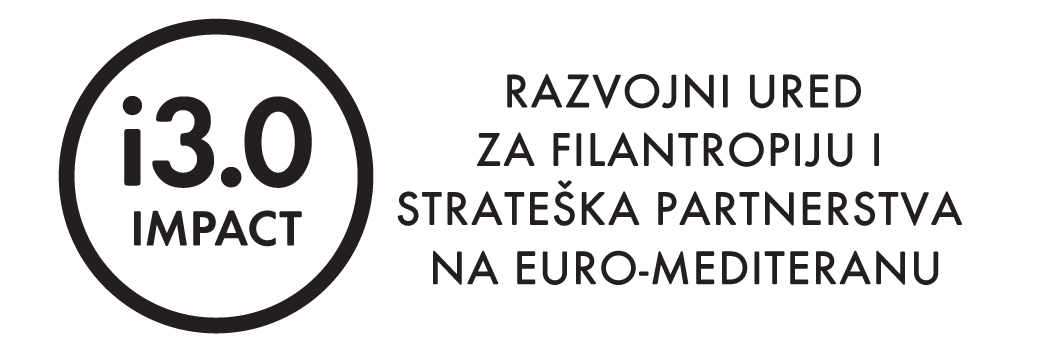 i3.0
IMPACT
RAZVOJNI URED
ZA FILANTROPIJU I
STRATEŠKA PARTNERSTVA
NA EURO-MEDITERANU